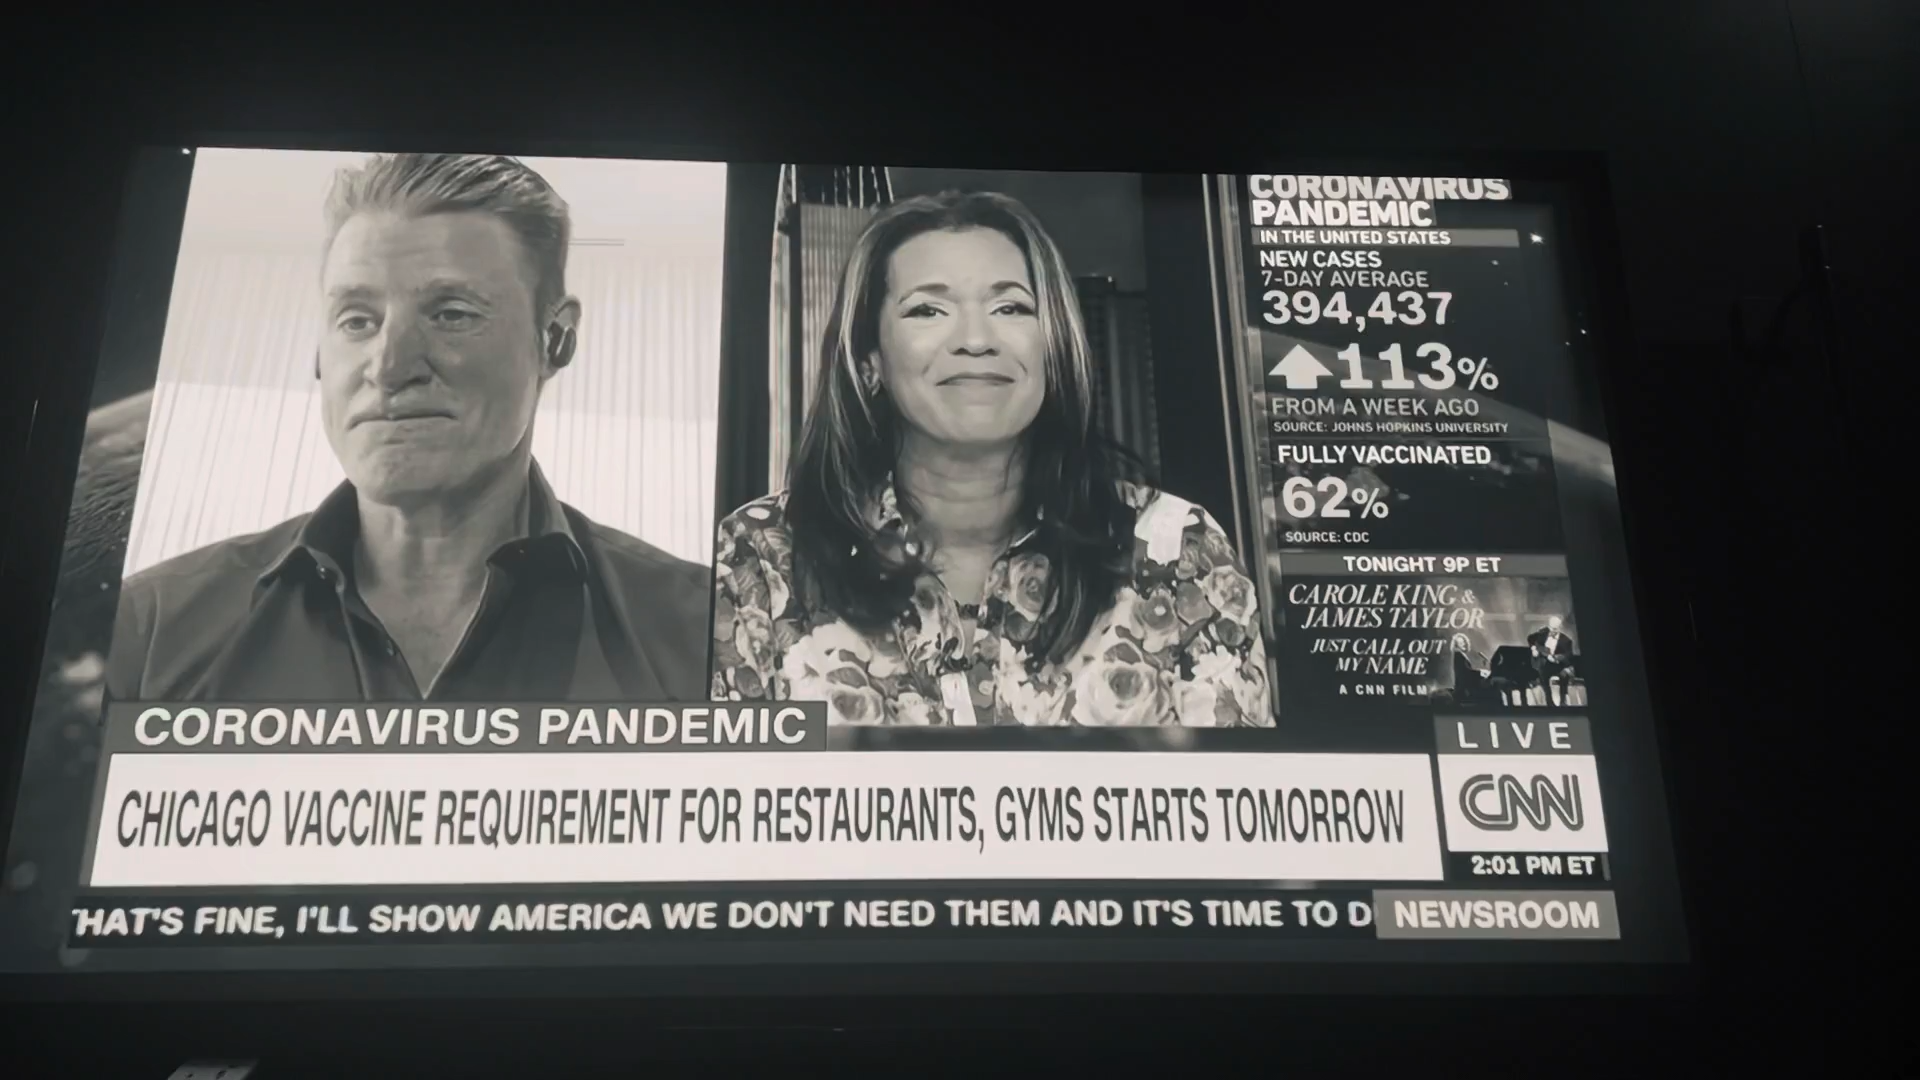 CORONAVIRUS
PANDEMIC
IN THE UNITED STATES
NEW CASES
7-DAY AVERAGE
394,437
113%
FROM A WEEK AGO
SOURCE: JOHNS HOPKINS UNIVERSITY
FULLY VACCINATED
62%
SOURCE: CDC
TONIGHT 9P ET
CAROLE KING &
JAMES TAYLOR
JUST CALL OUT
MY NAME
A CNN FILM
CORONAVIRUS PANDEMIC
LIVE
CHICAGO VACCINE REQUIREMENT FOR RESTAURANTS, GYMS STARTS TOMORROW
CNN
2:01 PM ET
THAT'S FINE, I'LL SHOW AMERICA WE DON'T NEED THEM AND IT'S TIME TO D
NEWSROOM